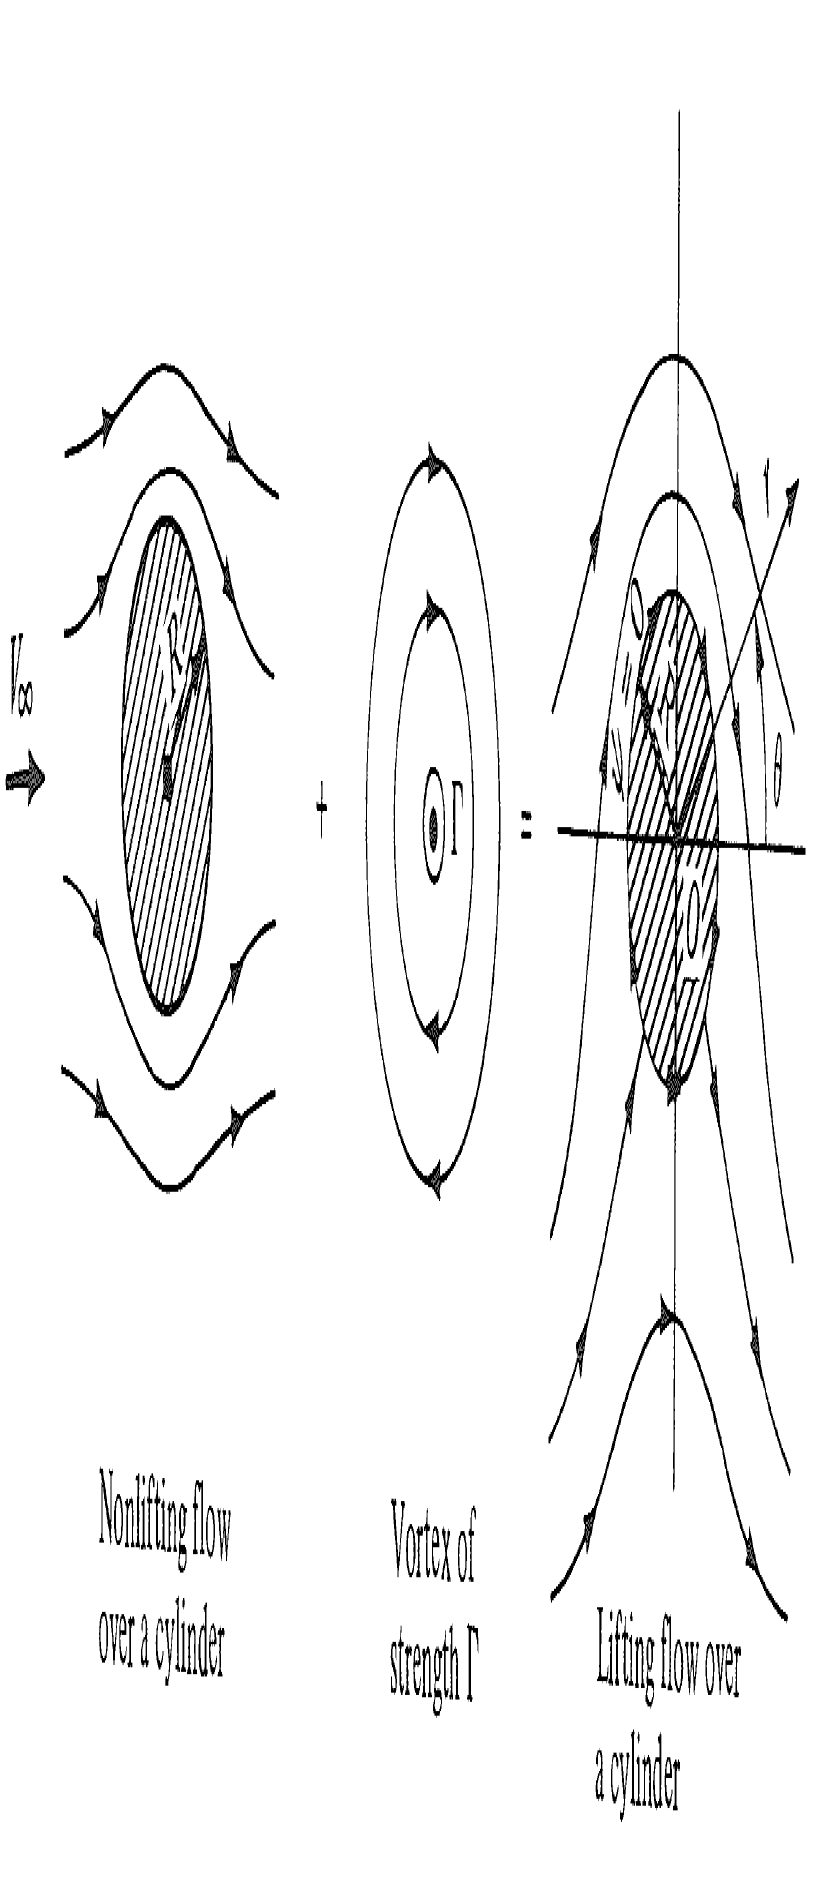 V∞
R
+
Γ
=
r
θ
R
Nonlifting flow
over a cylinder
Vortex of
strength Γ
Lifting flow over
a cylinder